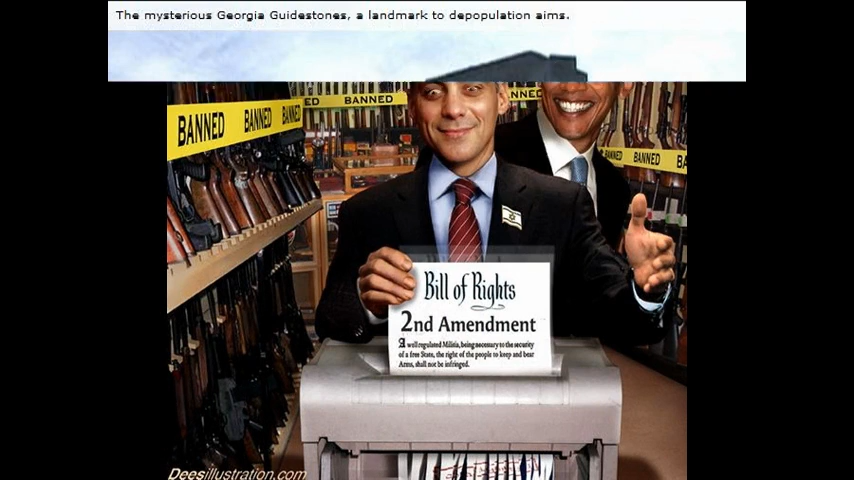 The mysterious Georgia Guidestones, a landmark to depopulation aims.
BANNED BANNED BANNED
BANNED
BANNED BANNED
Bill of Rights
2nd Amendment
A well regulated Militia, being necessary to the security
of a free State, the right of the people to keep and bear
Arms, shall not be infringed.
Deesillustration.com